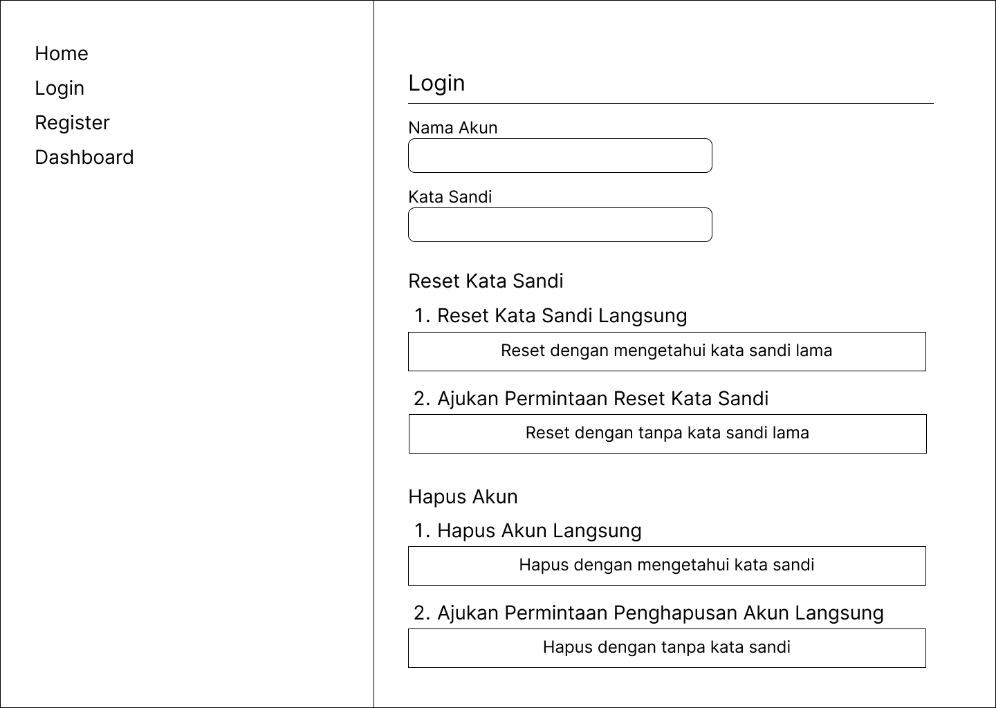 Home
Login
Register
Dashboard
Login
Nama Akun
Kata Sandi
Reset Kata Sandi
1. Reset Kata Sandi Langsung
Reset dengan mengetahui kata sandi lama
2. Ajukan Permintaan Reset Kata Sandi
Reset dengan tanpa kata sandi lama
Hapus Akun
1. Hapus Akun Langsung
Hapus dengan mengetahui kata sandi
2. Ajukan Permintaan Penghapusan Akun Langsung
Hapus dengan tanpa kata sandi